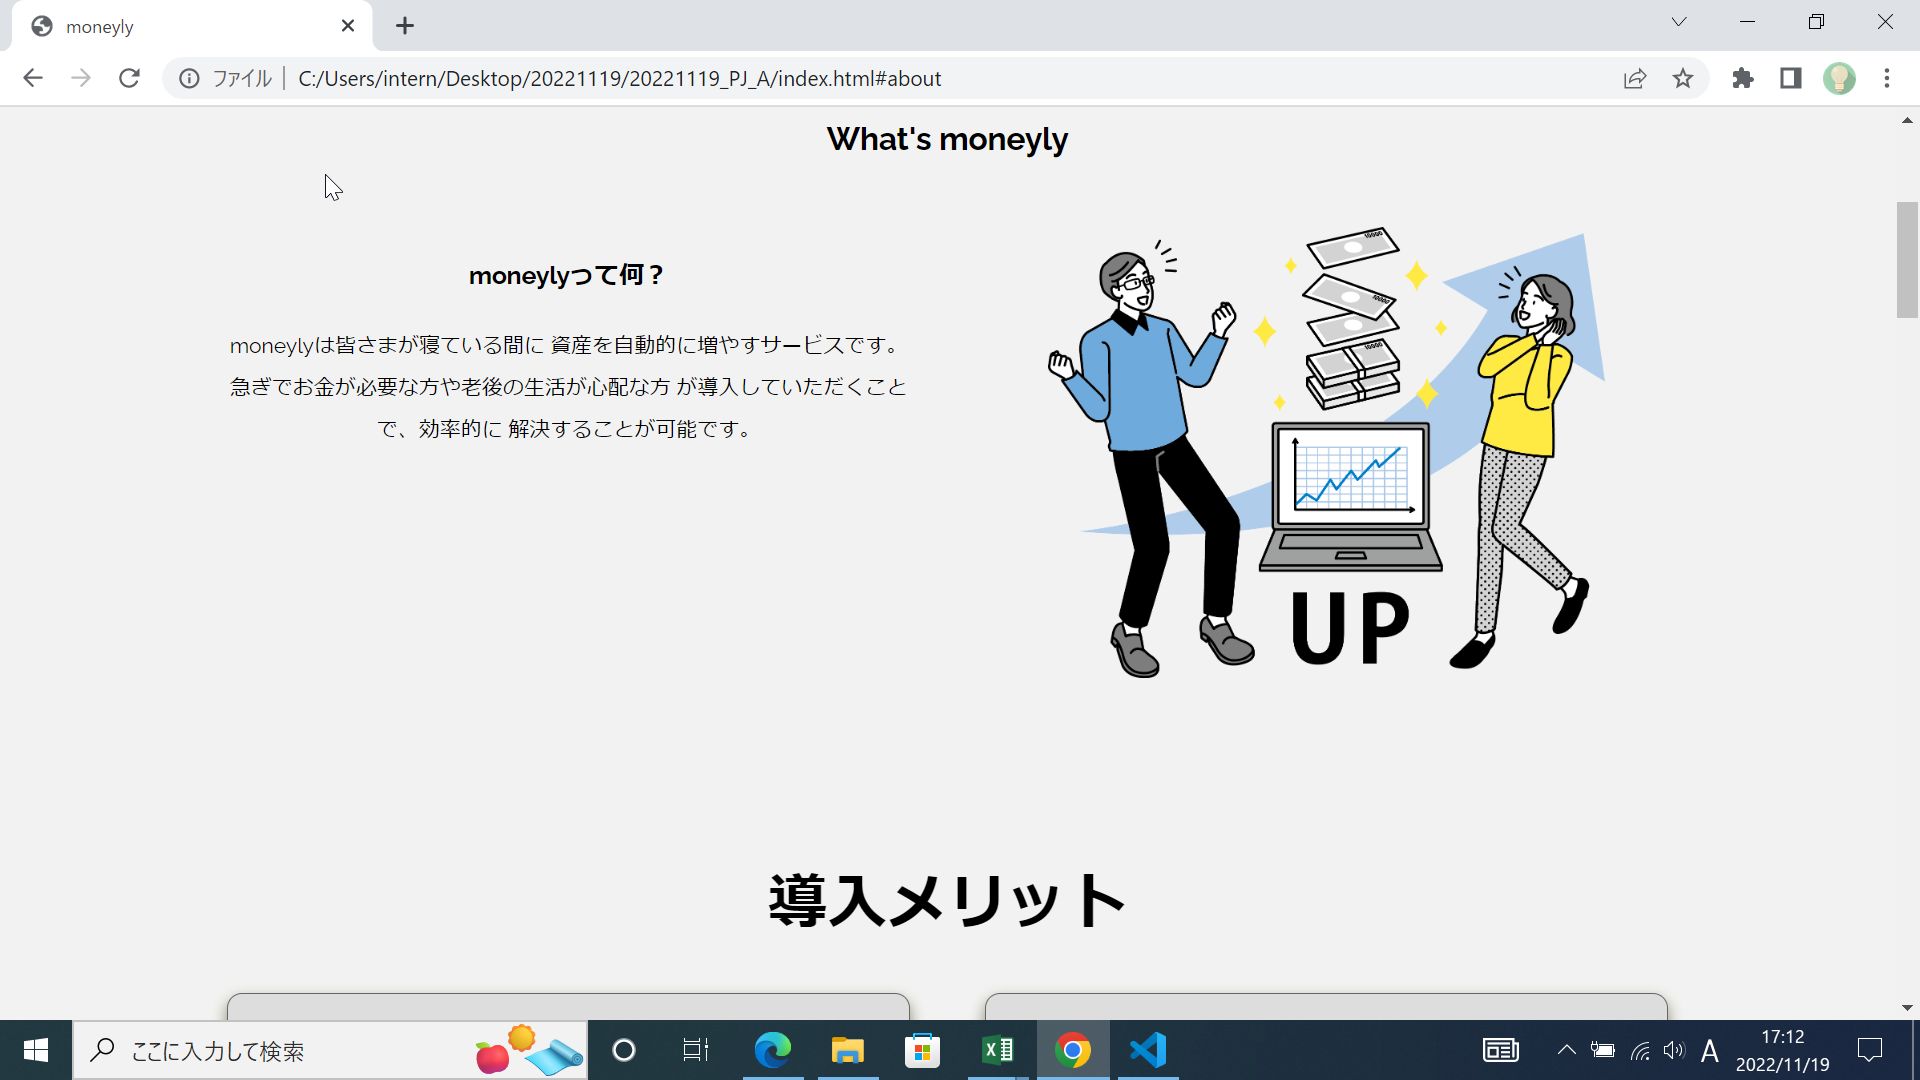 moneyly
ファイル
C:/Users/intern/Desktop/20221119/20221119_PJ_A/index.html#about
What's moneyly
moneylyって何？
moneylyは皆さまが寝ている間に 資産を自動的に増やすサービスです。
急ぎでお金が必要な方や老後の生活が心配な方 が導入していただくこと
で、効率的に 解決することが可能です。
10000
10000
10000
UP
導入メリット
ここに入力して検索
A
17:12
2022/11/19